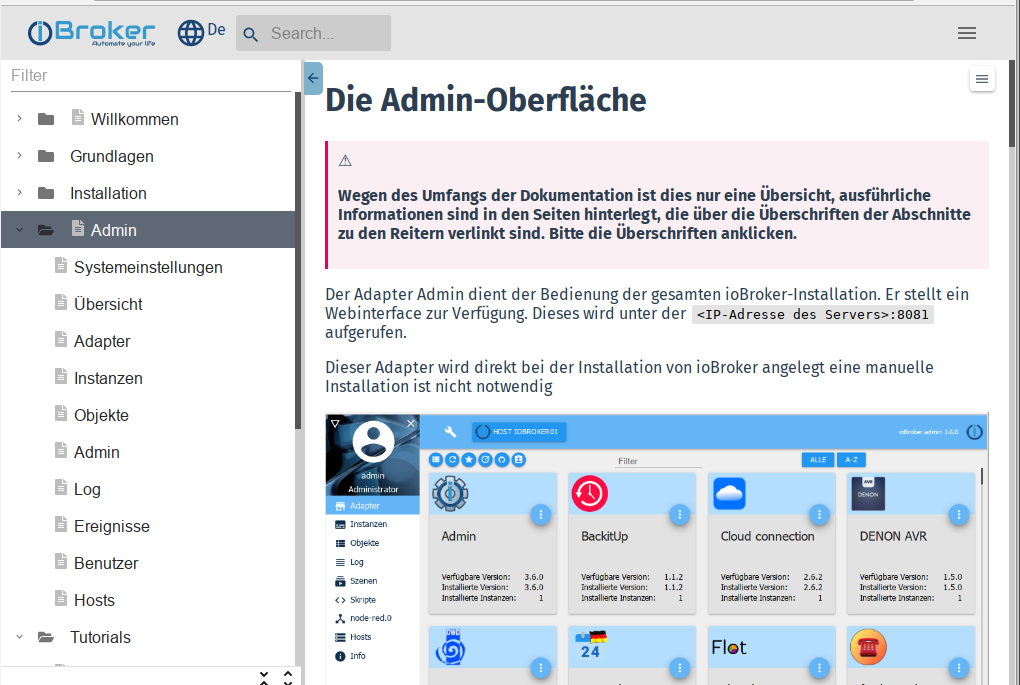 iBroker
Automate your life
De
Search...
Filter
Willkommen
Grundlagen
Installation
Admin
Systemeinstellungen
Übersicht
Adapter
Instanzen
Objekte
Admin
Log
Ereignisse
Benutzer
Hosts
Tutorials
Die Admin-Oberfläche
⚠
Wegen des Umfangs der Dokumentation ist dies nur eine Übersicht, ausführliche
Informationen sind in den Seiten hinterlegt, die über die Überschriften der Abschnitte
zu den Reitern verlinkt sind. Bitte die Überschriften anklicken.
Der Adapter Admin dient der Bedienung der gesamten ioBroker-Installation. Er stellt ein
Webinterface zur Verfügung. Dieses wird unter der <IP-Adresse des Servers>:8081
aufgerufen.
Dieser Adapter wird direkt bei der Installation von ioBroker angelegt eine manuelle
Installation ist nicht notwendig
HOST IOBROKER01
ioBroker.admin 3.6.0
admin
Administrator
Adapter
Instanzen
Objekte
Log
Szenen
Skripte
node-red.0
Hosts
Info
Filter
ALLE
A-Z
Admin
Verfügbare Version: 3.6.0
Installierte Version: 3.6.0
Installierte Instanzen: 1
BackitUp
Verfügbare Version: 1.1.2
Installierte Version: 1.1.2
Installierte Instanzen: 1
Cloud connection
Verfügbare Version: 2.6.2
Installierte Version: 2.6.2
Installierte Instanzen: 1
AVR
DENON
DENON AVR
Verfügbare Version: 1.5.0
Installierte Version: 1.5.0
Installierte Instanzen: 1
DWD
24
Flot